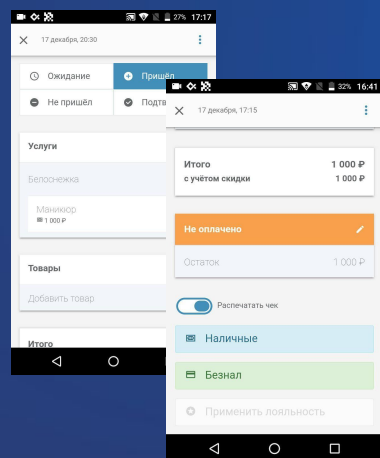 27% 17:17
17 декабря, 20:30
Ожидание
Пришёл
Не пришёл
Услуги
Белоснежка
Маникюр
1 000 ₽
Товары
Добавить товар
Итого
32% 16:41
17 декабря, 17:15
Итого 1 000 ₽
с учётом скидки 1 000 ₽
Не оплачено
Остаток 1 000 ₽
Распечатать чек
Наличные
Безнал
Применить лояльность